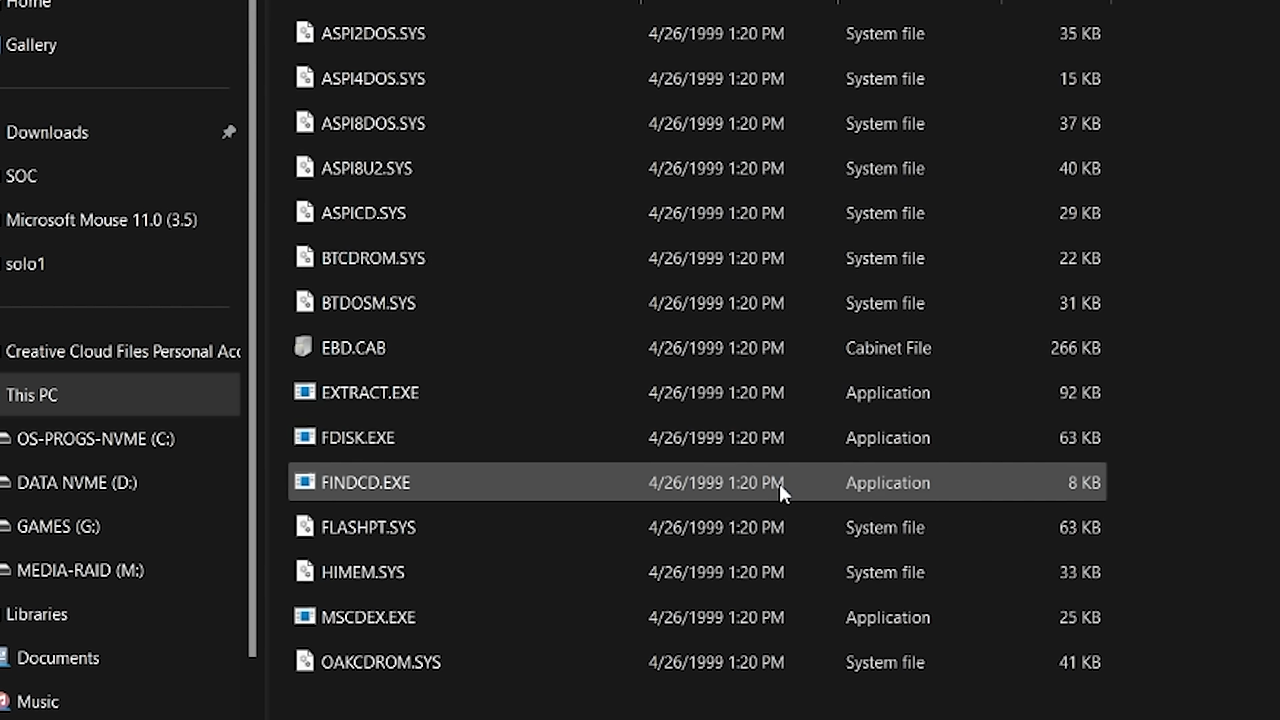 Home
Gallery
Downloads
SOC
Microsoft Mouse 11.0 (3.5)
solo1
Creative Cloud Files Personal Acc
This PC
OS-PROGS-NVME (C:)
DATA NVME (D:)
GAMES (G:)
MEDIA-RAID (M:)
Libraries
Documents
Music
ASPI2DOS.SYS 4/26/1999 1:20 PM System file 35 KB
ASPI4DOS.SYS 4/26/1999 1:20 PM System file 15 KB
ASPI8DOS.SYS 4/26/1999 1:20 PM System file 37 KB
ASPI8U2.SYS 4/26/1999 1:20 PM System file 40 KB
ASPICD.SYS 4/26/1999 1:20 PM System file 29 KB
BTCDROM.SYS 4/26/1999 1:20 PM System file 22 KB
BTDOSM.SYS 4/26/1999 1:20 PM System file 31 KB
EBD.CAB 4/26/1999 1:20 PM Cabinet File 266 KB
EXTRACT.EXE 4/26/1999 1:20 PM Application 92 KB
FDISK.EXE 4/26/1999 1:20 PM Application 63 KB
FINDCD.EXE 4/26/1999 1:20 PM Application 8 KB
FLASHPT.SYS 4/26/1999 1:20 PM System file 63 KB
HIMEM.SYS 4/26/1999 1:20 PM System file 33 KB
MSCDEX.EXE 4/26/1999 1:20 PM Application 25 KB
OAKCDROM.SYS 4/26/1999 1:20 PM System file 41 KB